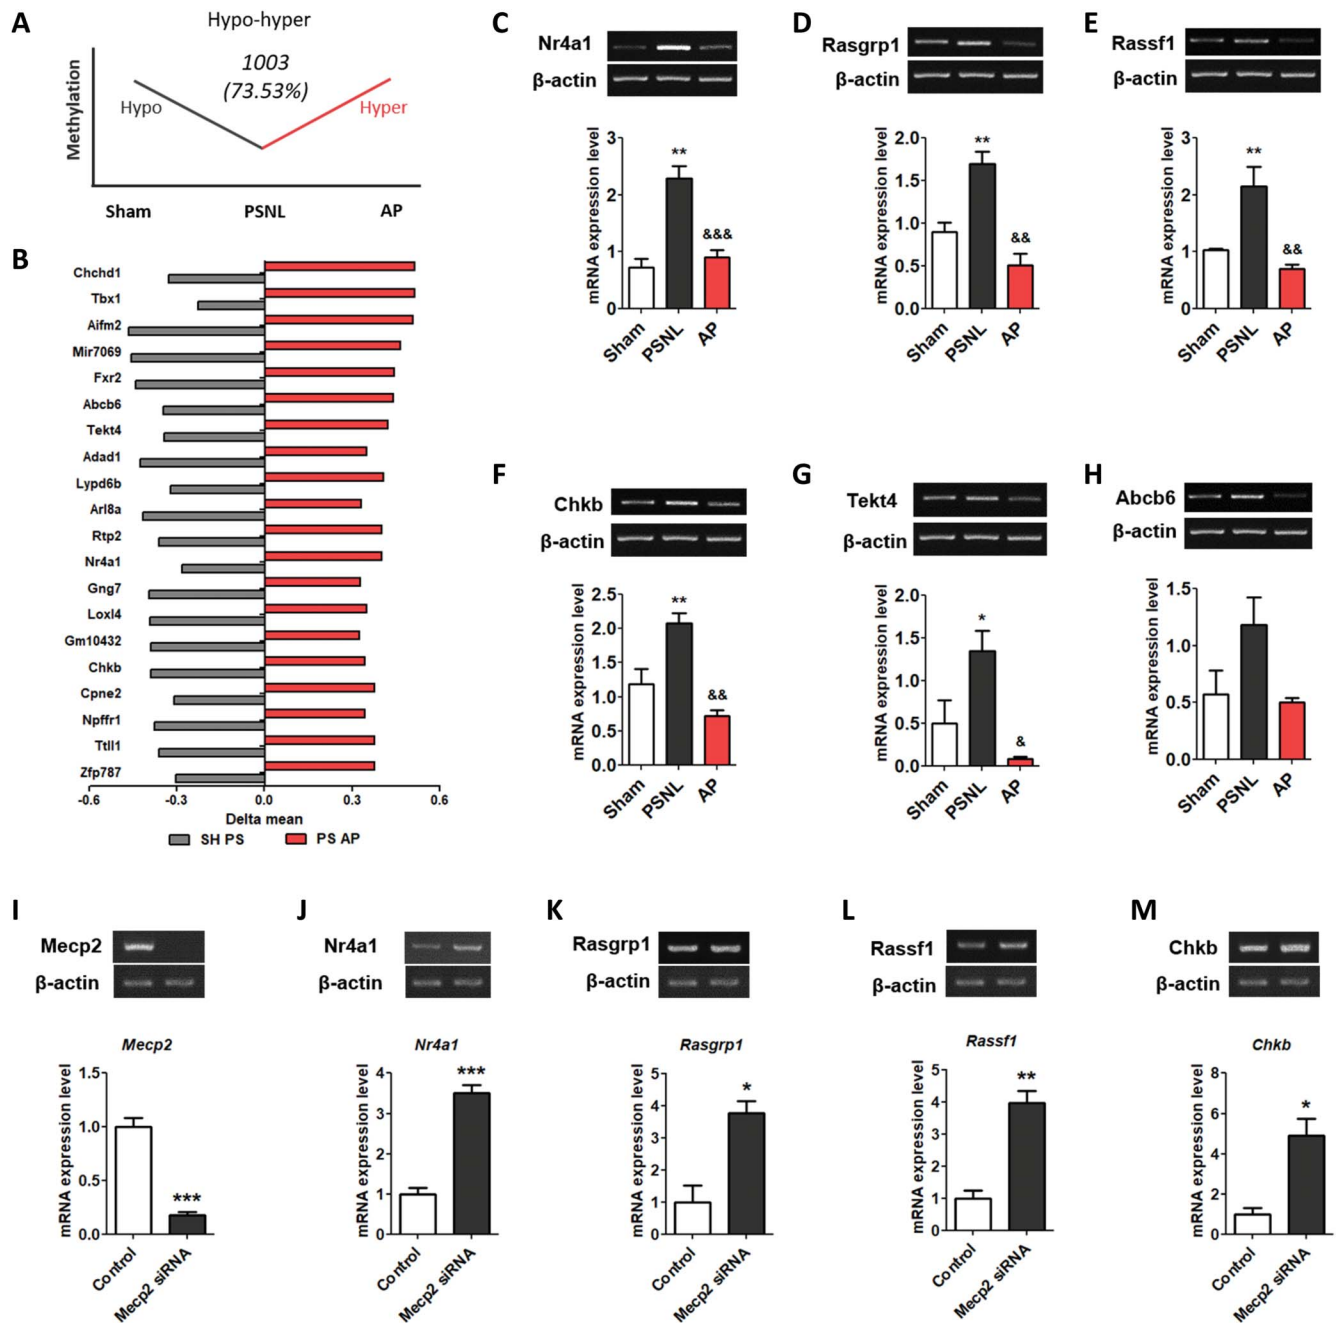 A
Hypo-hyper
1003
(73.53%)
Hypo
Hyper
Methylation
Sham PSNL AP
B
Chchd1
Tbx1
Aifm2
Mir7069
Fxr2
Abcb6
Tekt4
Adad1
Lypd6b
Arl8a
Rtp2
Nr4a1
Gng7
Loxl4
Gm10432
Chkb
Cpne2
Npffr1
Ttll1
Zfp787
-0.6 -0.3 0.0 0.3 0.6
Delta mean
SH PS PS AP
C
Nr4a1
β-actin
mRNA expression level
3
2
1
0
**
&&&
Sham PSNL AP
D
Rasgrp1
β-actin
mRNA expression level
2.0
1.5
1.0
0.5
0.0
**
&&
Sham PSNL AP
E
Rassf1
β-actin
mRNA expression level
3
2
1
0
**
&&
Sham PSNL AP
F
Chkb
β-actin
mRNA expression level
2.5
2.0
1.5
1.0
0.5
0.0
**
&&
Sham PSNL AP
G
Tekt4
β-actin
mRNA expression level
2.0
1.5
1.0
0.5
0.0
*
&
Sham PSNL AP
H
Abcb6
β-actin
mRNA expression level
1.5
1.0
0.5
0.0
Sham PSNL AP
I
Mecp2
β-actin
Mecp2
mRNA expression level
1.5
1.0
0.5
0.0
***
Control Mecp2 siRNA
J
Nr4a1
β-actin
Nr4a1
mRNA expression level
4
3
2
1
0
***
Control Mecp2 siRNA
K
Rasgrp1
β-actin
Rasgrp1
mRNA expression level
5
4
3
2
1
0
*
Control Mecp2 siRNA
L
Rassf1
β-actin
Rassf1
mRNA expression level
5
4
3
2
1
0
**
Control Mecp2 siRNA
M
Chkb
β-actin
Chkb
mRNA expression level
8
6
4
2
0
*
Control Mecp2 siRNA